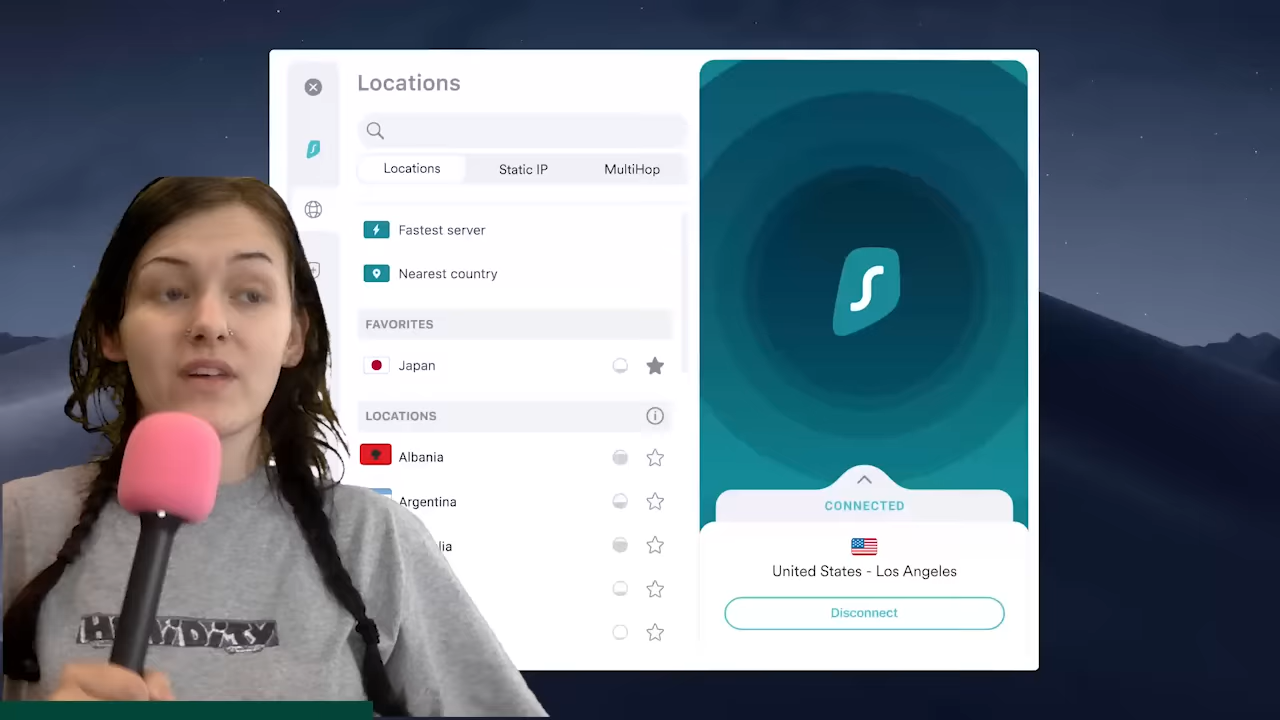 Locations
Locations Static IP MultiHop
Fastest server
Nearest country
FAVORITES
Japan
LOCATIONS
Albania
Argentina
lia
CONNECTED
United States - Los Angeles
Disconnect